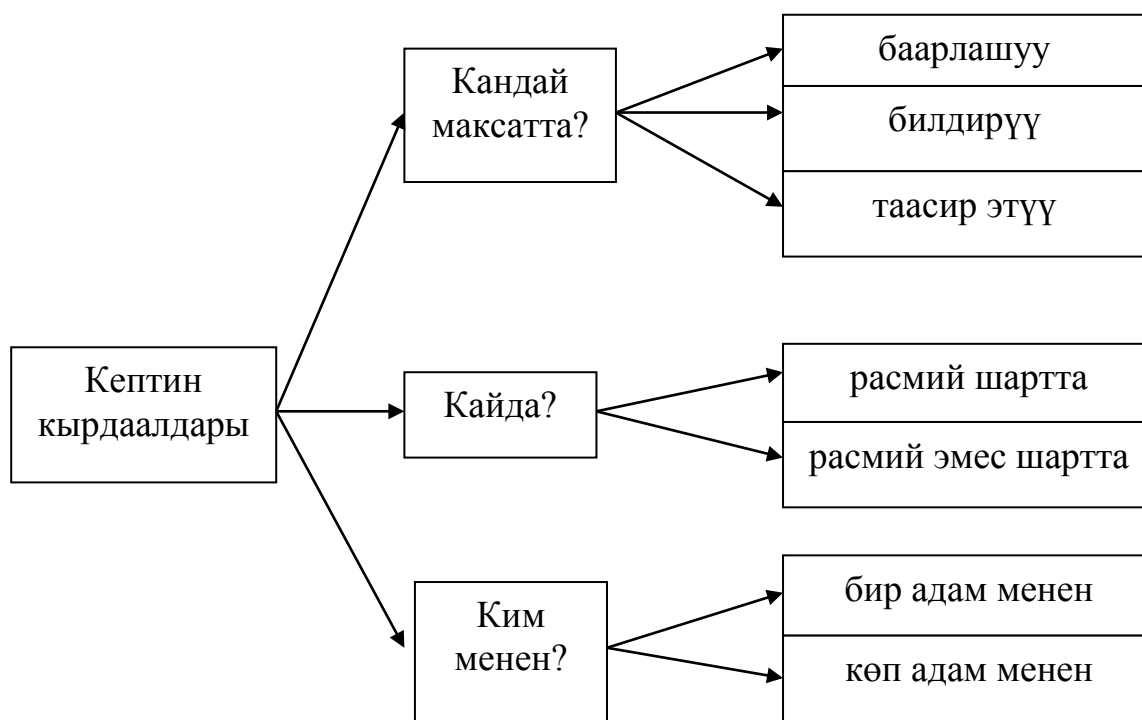 Кептин
кырдаалдары
Кандай
максатта?
баарлашуу
билдирүү
таасир этүү
Кайда?
расмий шартта
расмий эмес шартта
Ким
менен?
бир адам менен
көп адам менен